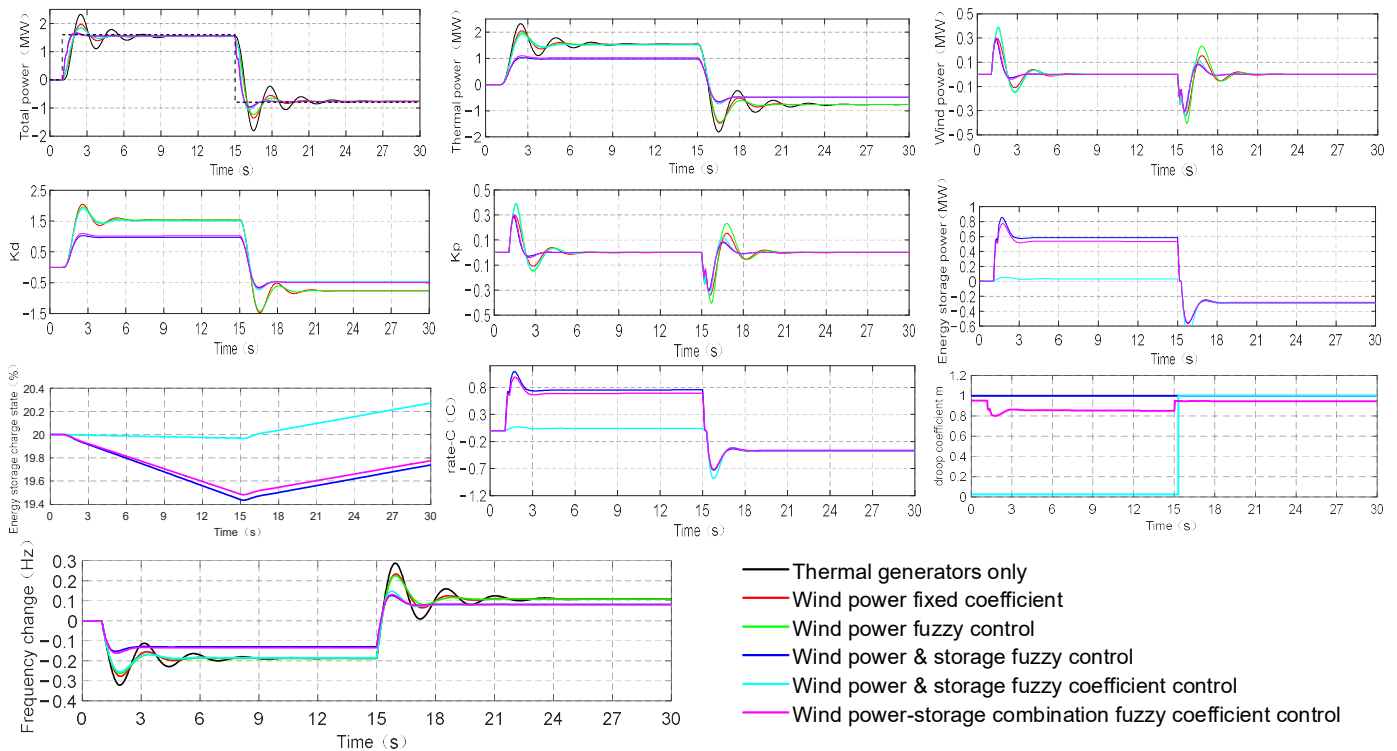 Total power（MW）
2
1
0
−1
−2
0 3 6 9 12 15 18 21 24 27 30
Time（s）
Thermal power（MW）
2
1
0
−1
−2
0 3 6 9 12 15 18 21 24 27 30
Time（s）
Wind power（MW）
0.5
0.3
0.1
−0.1
−0.3
−0.5
0 3 6 9 12 15 18 21 24 27 30
Time（s）
Kd
2.5
1.5
0.5
−0.5
−1.5
0 3 6 9 12 15 18 21 24 27 30
Time（s）
Kp
0.5
0.3
0.1
−0.1
−0.3
−0.5
0 3 6 9 12 15 18 21 24 27 30
Time（s）
Energy storage power（MW）
1
0.8
0.6
0.4
0.2
0
−0.2
−0.4
−0.6
0 3 6 9 12 15 18 21 24 27 30
Time（s）
Energy storage charge state（%）
20.4
20.2
20
19.8
19.6
19.4
0 3 6 9 12 15 18 21 24 27 30
Time（s）
rate-C（C）
0.8
0.3
−0.2
−0.7
−1.2
0 3 6 9 12 15 18 21 24 27 30
Time（s）
droop coefficient m
1.2
1
0.8
0.6
0.4
0.2
0
0 3 6 9 12 15 18 21 24 27 30
Time（s）
Frequency change（Hz）
0.3
0.2
0.1
0
−0.1
−0.2
−0.3
−0.4
0 3 6 9 12 15 18 21 24 27 30
Time（s）
Thermal generators only
Wind power fixed coefficient
Wind power fuzzy control
Wind power & storage fuzzy control
Wind power & storage fuzzy coefficient control
Wind power-storage combination fuzzy coefficient control